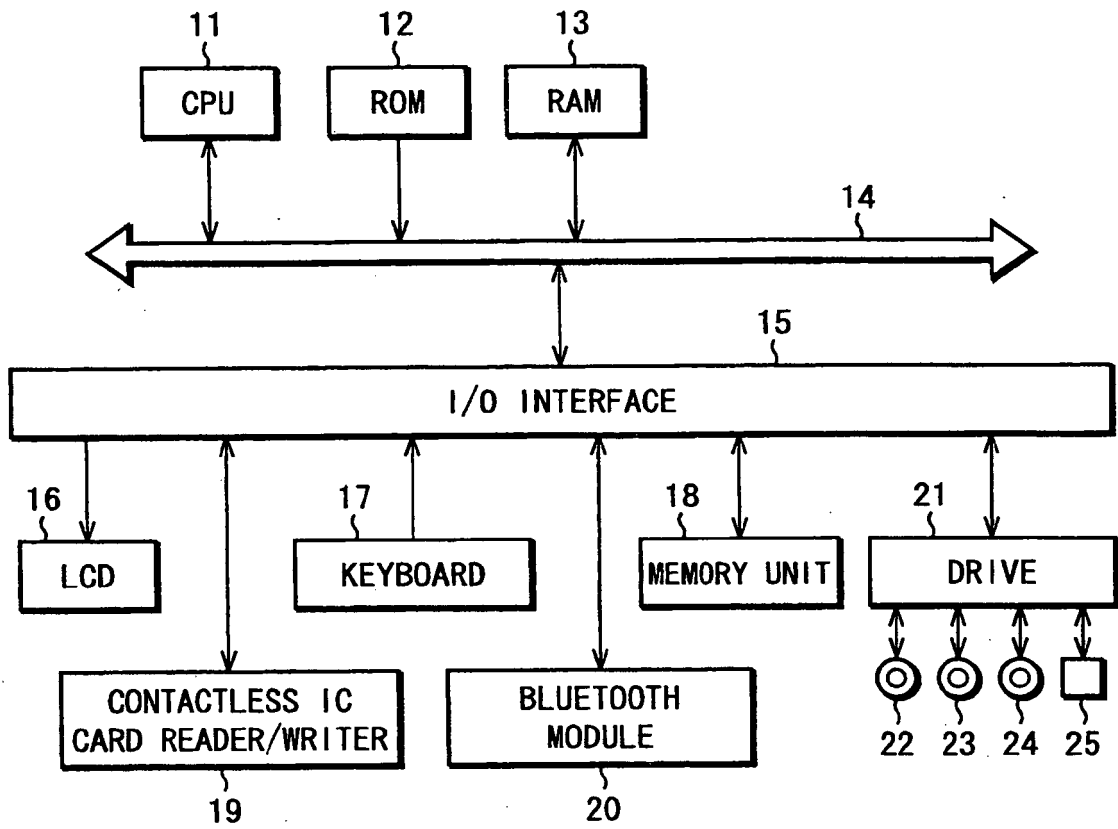 11
12
13
CPU
ROM
RAM
14
15
I/O INTERFACE
16
17
18
21
LCD
KEYBOARD
MEMORY UNIT
DRIVE
CONTACTLESS IC
CARD READER/WRITER
BLUETOOTH
MODULE
22
23
24
25
19
20